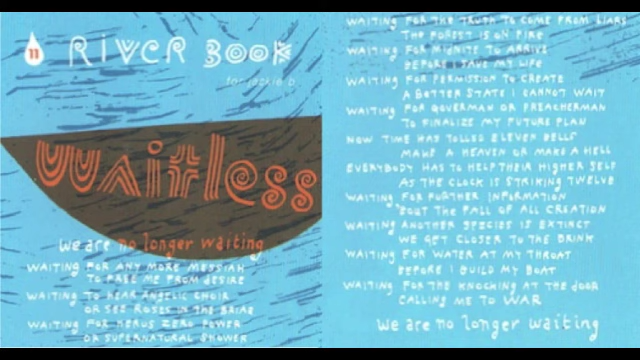 11
RIVER BOOK
for jackie o.
waitless
we are no longer waiting
WAITING FOR ANY MORE MESSIAH
TO FREE ME FROM DESIRE
WAITING TO HEAR ANGELIC CHOIR
OR SEE ROSES IN THE BRIAR
WAITING FOR NERUS ZERO POWER
OR SUPERNATURAL SHOWER
WAITING FOR THE TRUTH TO COME FROM LIARS
THE FOREST IS ON FIRE
WAITING FOR MIDNITE TO ARRIVE
BEFORE I SAVE MY LIFE
WAITING FOR PERMISSION TO CREATE
A BETTER STATE I CANNOT WAIT
WAITING FOR GOVERMAN OR PREACHERMAN
TO FINALIZE MY FUTURE PLAN
NOW TIME HAS TOLLED ELEVEN BELLS
MAKE A HEAVEN OR MAKE A HELL
EVERYBODY HAS TO HELP THEIR HIGHER SELF
AS THE CLOCK IS STRIKING TWELVE
WAITING FOR FURTHER INFORMATION
'BOUT THE FALL OF ALL CREATION
WAITING ANOTHER SPECIES IS EXTINCT
WE GET CLOSER TO THE BRINK
WAITING FOR WATER AT MY THROAT
BEFORE I BUILD MY BOAT
WAITING FOR THE KNOCKING AT THE DOOR
CALLING ME TO WAR
we are no longer waiting